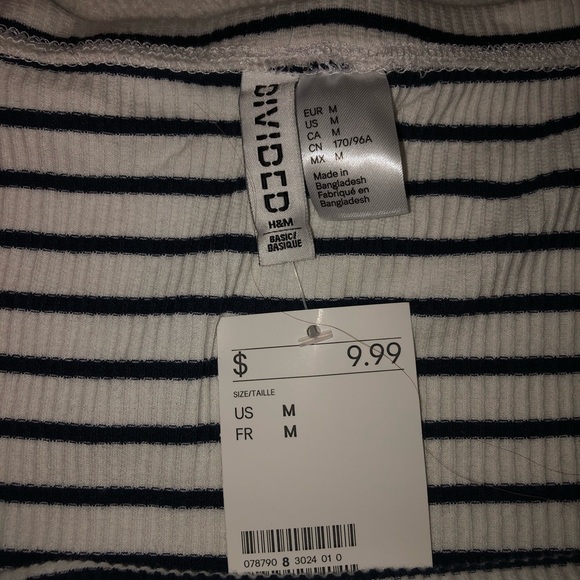 DIVIDED
H&M
BASIC/
BASIQUE
EUR M
US M
CA M
CN 170/96A
MX M
Made in
Bangladesh
Fabriqué en
Bangladesh
$ 9.99
SIZE/TAILLE
US M
FR M
078790 8 3024 01 0